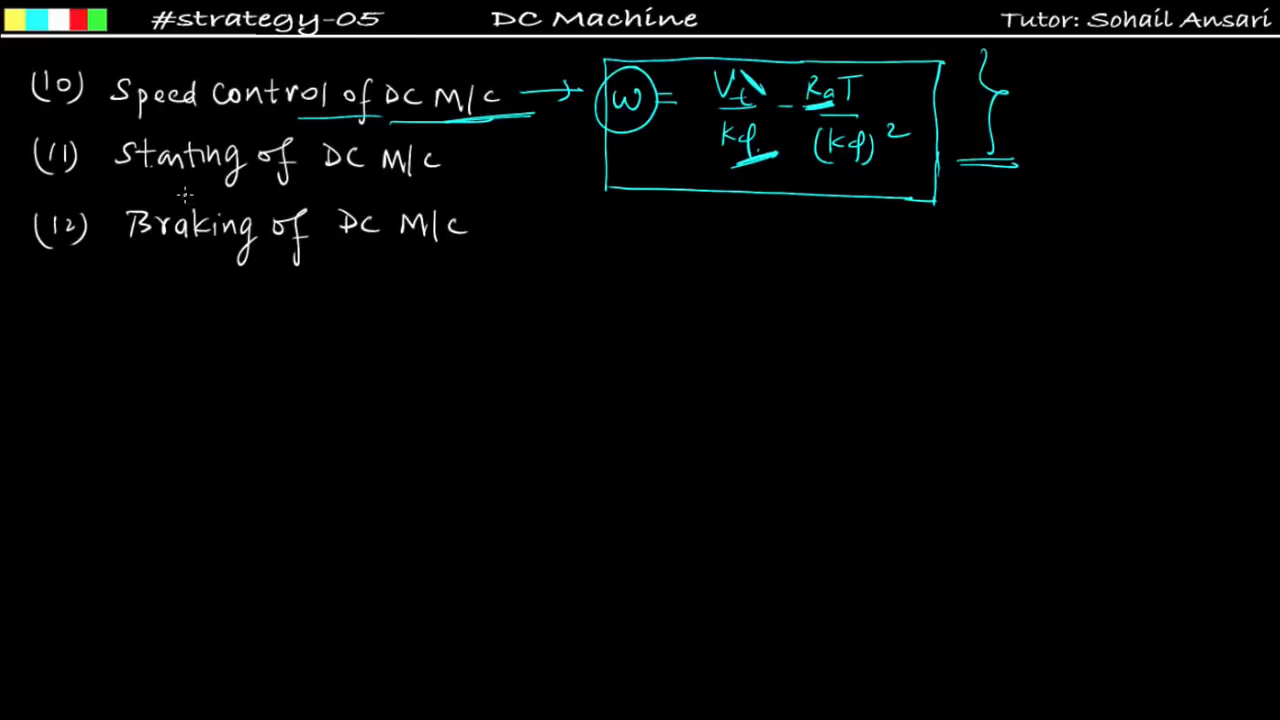 #strategy-05 DC Machine Tutor: Sohail Ansari
(10) Speed Control of DC M/c → ω = Vt/Kφ - RaT/(Kφ)²
(11) Starting of DC M/c
(12) Braking of DC M/c